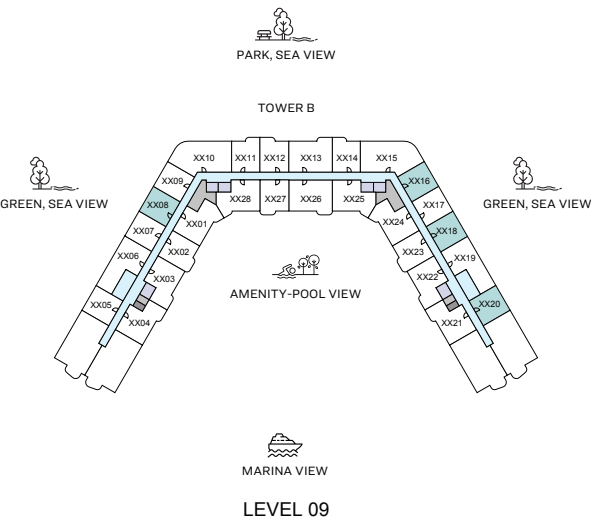 PARK, SEA VIEW
TOWER B
XX10 XX11 XX12 XX13 XX14 XX15
XX09 XX16
XX28 XX27 XX26 XX25
GREEN, SEA VIEW XX08 XX17 GREEN, SEA VIEW
XX01 XX24
XX07 XX18
XX02 XX23
XX06 XX19
XX03 XX22
AMENITY-POOL VIEW
XX05 XX20
XX04 XX21
MARINA VIEW
LEVEL 09